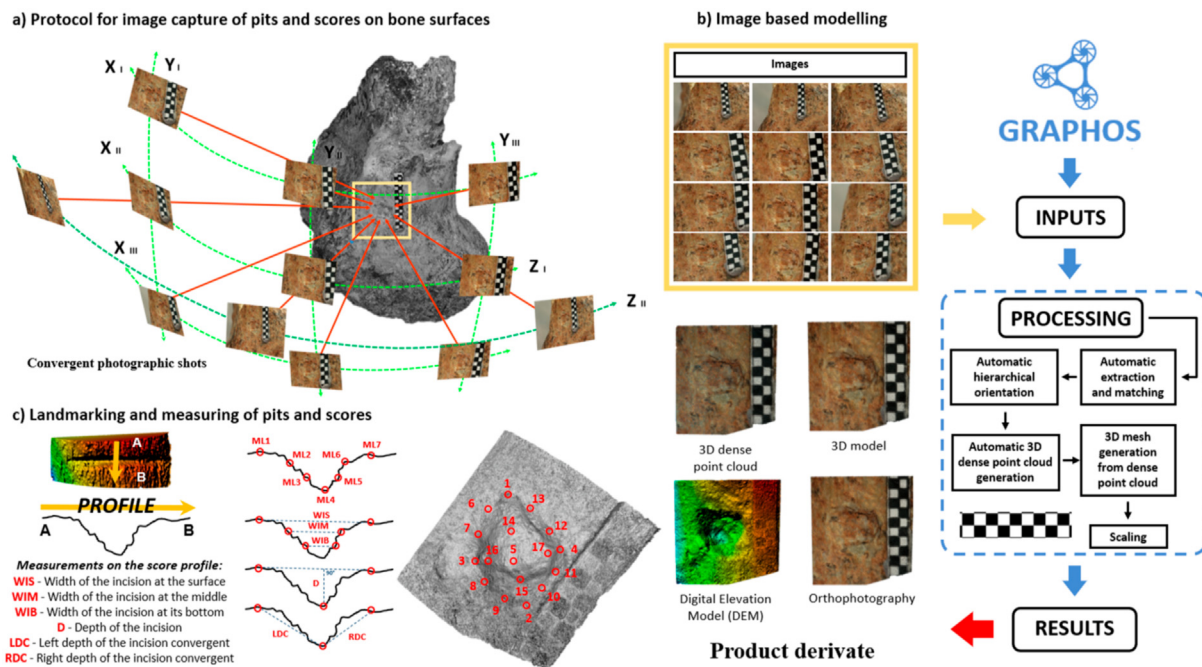 a) Protocol for image capture of pits and scores on bone surfaces
X I
Y I
X II
Y II
Y III
X III
Z I
Z II
Convergent photographic shots
b) Image based modelling
Images
3D dense
point cloud
3D model
Digital Elevation
Model (DEM)
Orthophotography
Product derivate
GRAPHOS
INPUTS
PROCESSING
Automatic
hierarchical
orientation
Automatic
extraction
and matching
Automatic 3D
dense point cloud
generation
3D mesh
generation
from dense
point cloud
Scaling
RESULTS
c) Landmarking and measuring of pits and scores
A
B
PROFILE
A
B
Measurements on the score profile:
WIS - Width of the incision at the surface
WIM - Width of the incision at the middle
WIB - Width of the incision at its bottom
D - Depth of the incision
LDC - Left depth of the incision convergent
RDC - Right depth of the incision convergent
ML1
ML7
ML2
ML6
ML3
ML5
ML4
WIS
WIM
WIB
D
90°
LDC
RDC
1
6
13
7
14
12
3
16
5
17
4
8
15
11
10
9
2